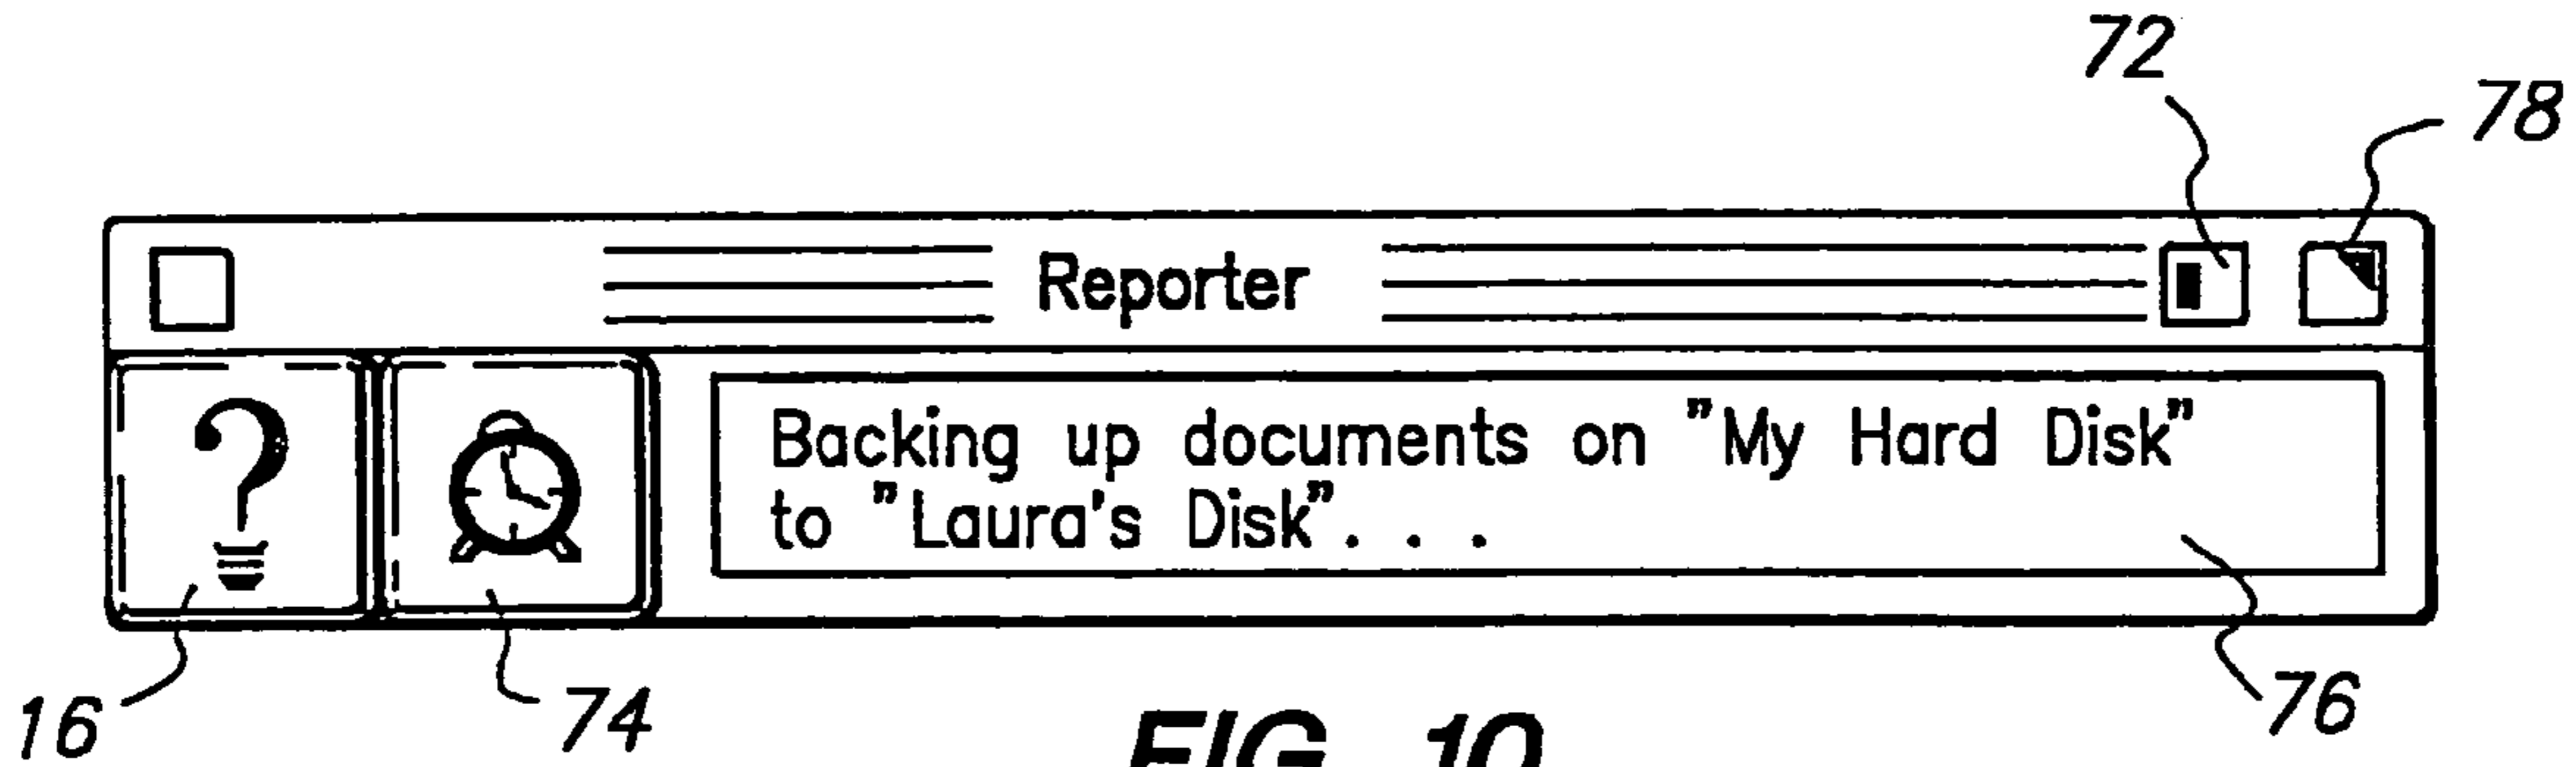 72
78
Reporter
?
Backing up documents on "My Hard Disk"
to "Laura's Disk". . .
16
74
76
FIG. 10